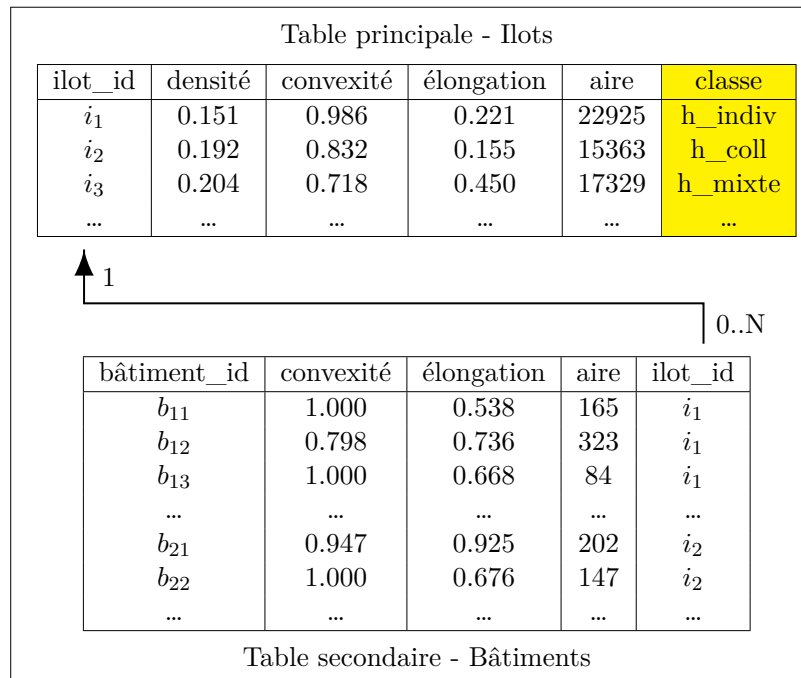 Table principale - Ilots
ilot_id densité convexité élongation aire classe
i1 0.151 0.986 0.221 22925 h_indiv
i2 0.192 0.832 0.155 15363 h_coll
i3 0.204 0.718 0.450 17329 h_mixte
... ... ... ... ... ...
1
0..N
bâtiment_id convexité élongation aire ilot_id
b11 1.000 0.538 165 i1
b12 0.798 0.736 323 i1
b13 1.000 0.668 84 i1
... ... ... ... ...
b21 0.947 0.925 202 i2
b22 1.000 0.676 147 i2
... ... ... ... ...
Table secondaire - Bâtiments